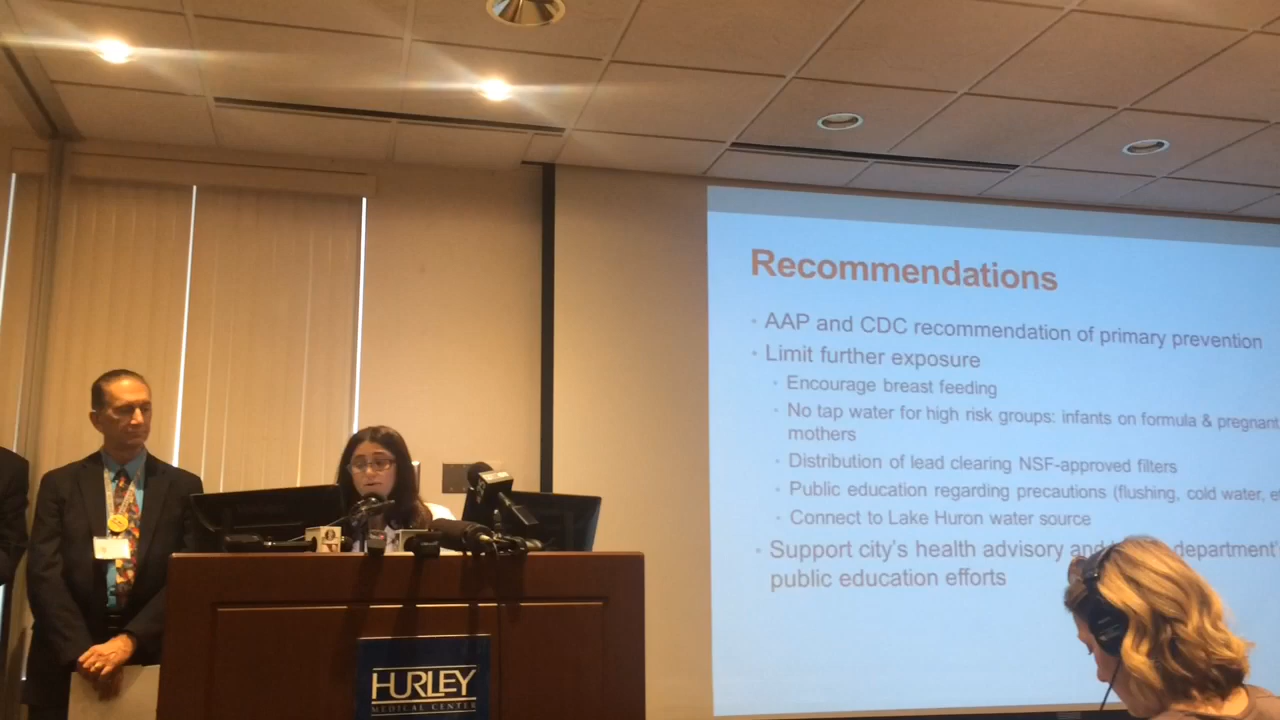 Recommendations
AAP and CDC recommendation of primary prevention
Limit further exposure
Encourage breast feeding
No tap water for high risk groups: infants on formula & pregnant
mothers
Distribution of lead clearing NSF-approved filters
Public education regarding precautions (flushing, cold water,
Connect to Lake Huron water source
Support city's health advisory and department'
public education efforts
HURLEY
MEDICAL CENTER